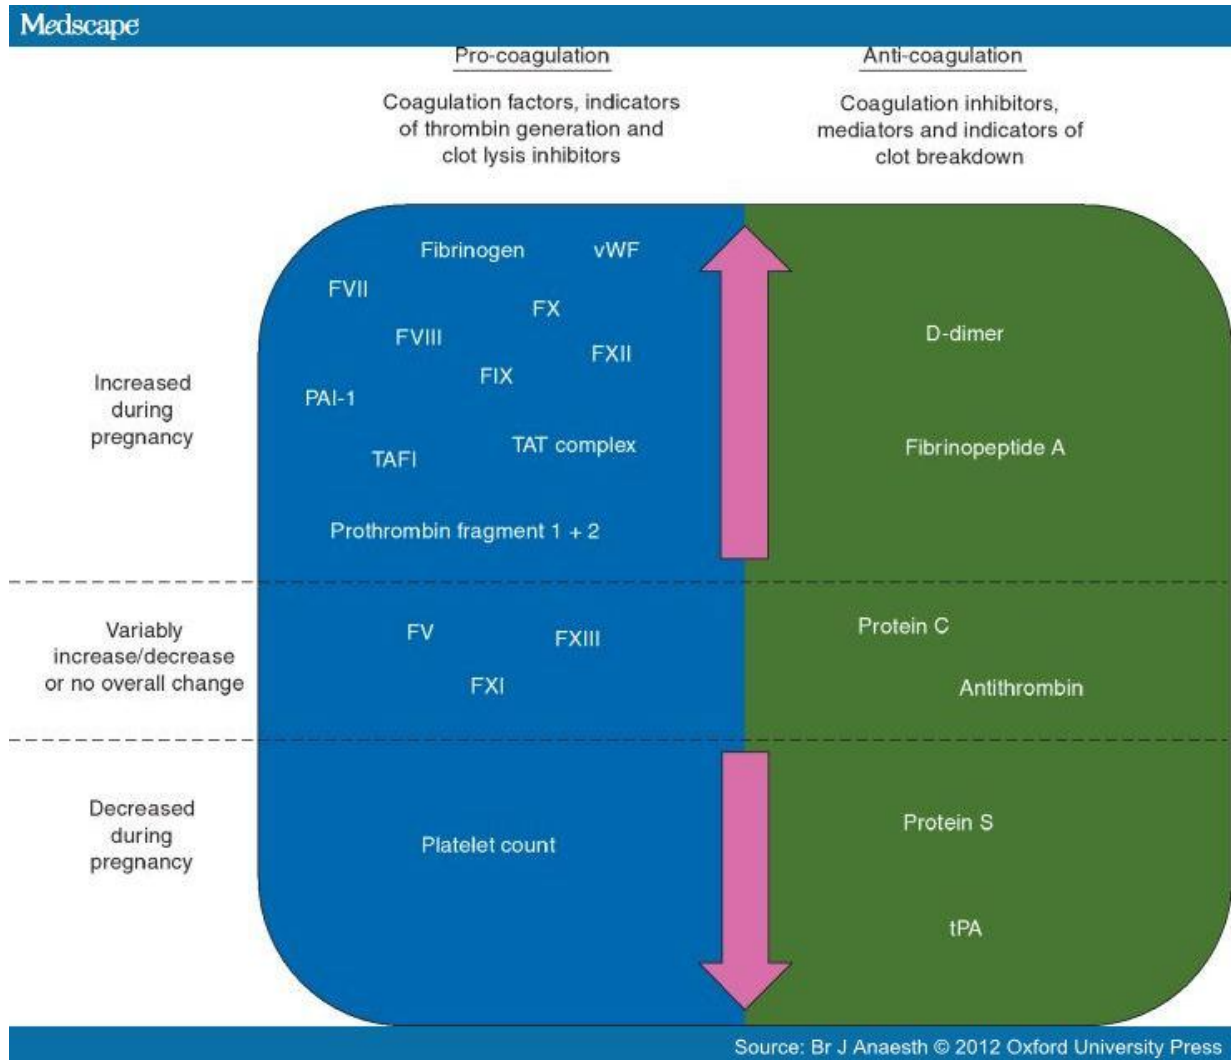 Medscape
Pro-coagulation
Anti-coagulation
Coagulation factors, indicators
of thrombin generation and
clot lysis inhibitors
Coagulation inhibitors,
mediators and indicators of
clot breakdown
Increased
during
pregnancy
Fibrinogen
vWF
FVII
FX
FVIII
FXII
FIX
PAI-1
TAFI
TAT complex
Prothrombin fragment 1 + 2
D-dimer
Fibrinopeptide A
Variably
increase/decrease
or no overall change
FV
FXIII
FXI
Protein C
Antithrombin
Decreased
during
pregnancy
Platelet count
Protein S
tPA
Source: Br J Anaesth © 2012 Oxford University Press